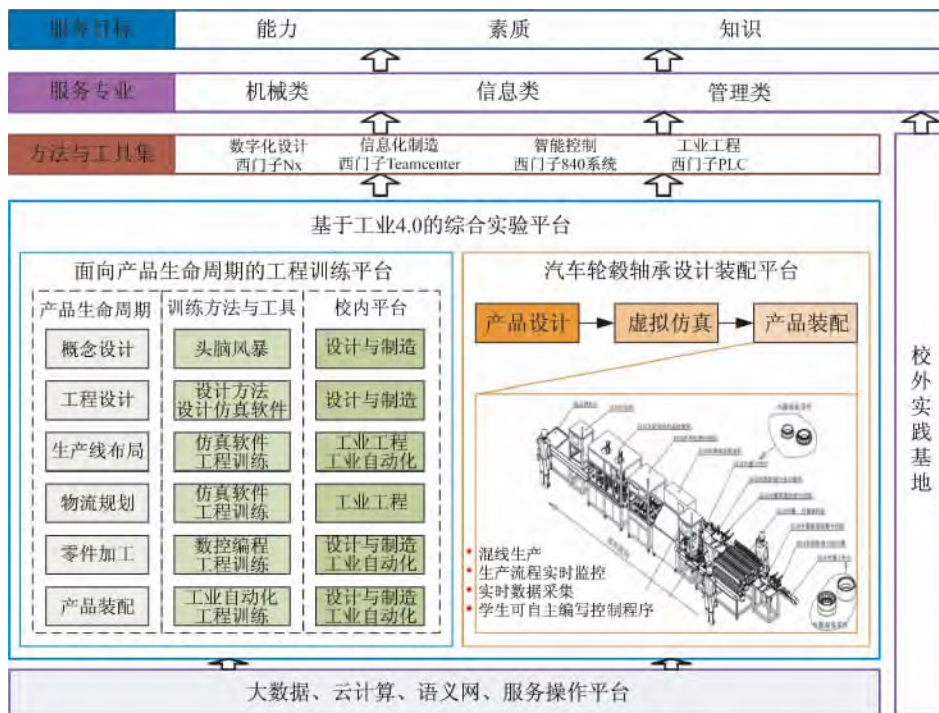 服务目标 能力 素质 知识
服务专业 机械类 信息类 管理类
方法与工具集
数字化设计 信息化制造 智能控制 工业工程
西门子Nx 西门子Teamcenter 西门子840系统 西门子PLC
基于工业4.0的综合实验平台
面向产品生命周期的工程训练平台
产品生命周期 训练方法与工具 校内平台
概念设计 头脑风暴 设计与制造
工程设计 设计方法 设计与制造
设计仿真软件
生产线布局 仿真软件 工业工程
工程训练 工业自动化
物流规划 仿真软件 工业工程
工程训练
零件加工 数控编程 设计与制造
工程训练 工业自动化
产品装配 工业自动化 设计与制造
工程训练 工业自动化
汽车轮毂轴承设计装配平台
产品设计 虚拟仿真 产品装配
混线生产
生产流程实时监控
实时数据采集
学生可自主编写控制程序
校外实践基地
大数据、云计算、语义网、服务操作平台